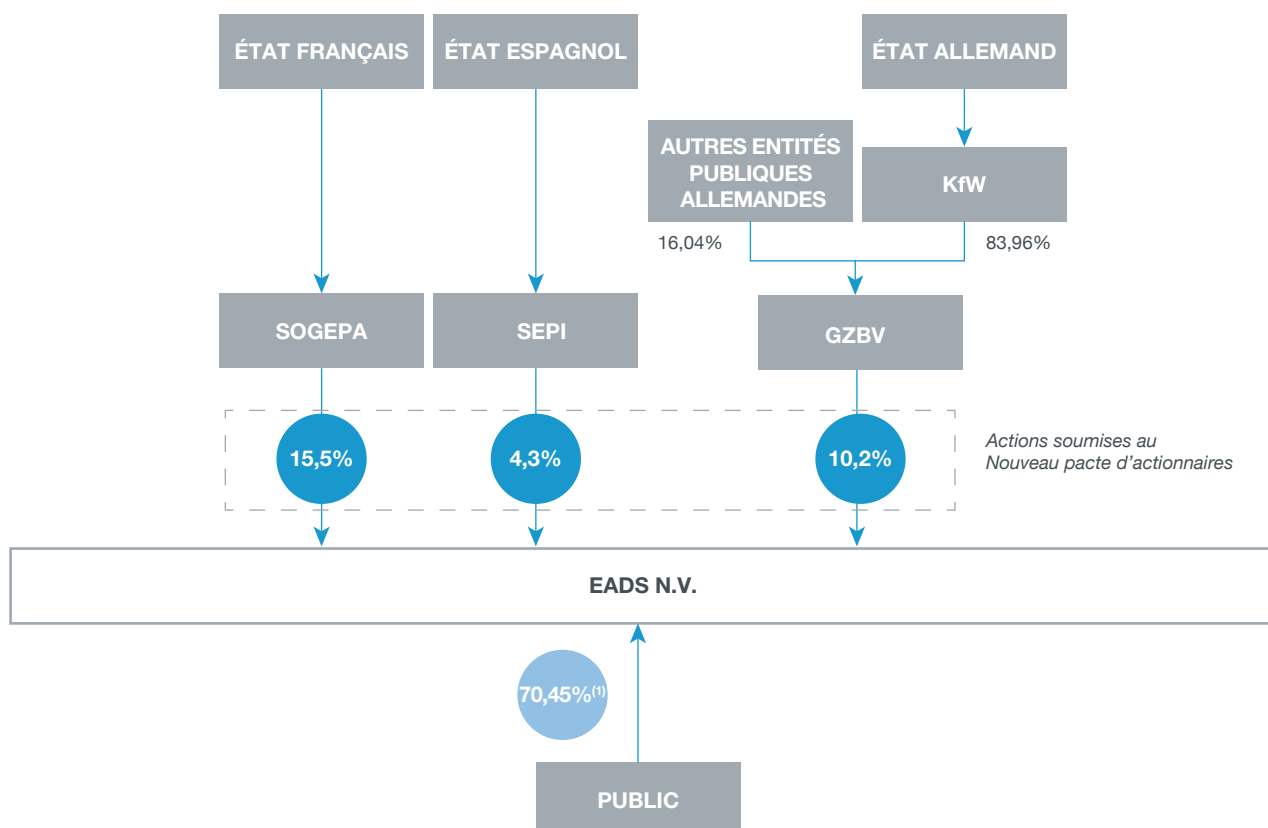 ÉTAT FRANÇAIS
ÉTAT ESPAGNOL
ÉTAT ALLEMAND
AUTRES ENTITÉS
PUBLIQUES
ALLEMANDES
KfW
16,04%
83,96%
SOGEPA
SEPI
GZBV
15,5%
4,3%
10,2%
Actions soumises au
Nouveau pacte d'actionnaires
EADS N.V.
70,45%(1)
PUBLIC